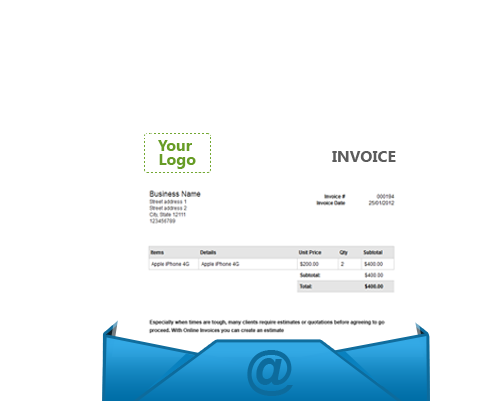 Your
Logo
INVOICE
Business Name
Street address 1
Street address 2
City, State 12111
123456789
Invoice # 000194
Invoice Date 25/01/2012
Items Details Unit Price Qty Subtotal
Apple iPhone 4G Apple iPhone 4G $200.00 2 $400.00
Subtotal: $400.00
Total: $400.00
Especially when times are tough, many clients require estimates or quotations before agreeing to go
proceed. With Online Invoices you can create an estimate
@